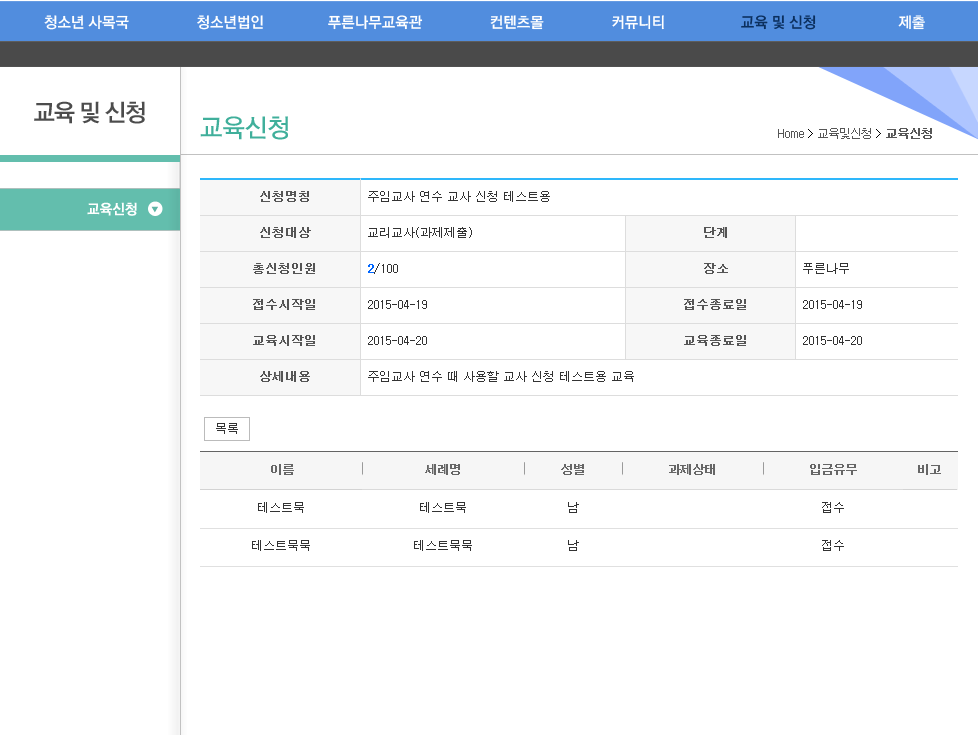 청소년 사목국 청소년법인 푸른나무교육관 컨텐츠몰 커뮤니티 교육 및 신청 제출
교육 및 신청
교육신청
Home > 교육및신청 > 교육신청
교육신청
신청명칭 주임교사 연수 교사 신청 테스트용
신청대상 교리교사(과제제출) 단계
총신청인원 2/100 장소 푸른나무
접수시작일 2015-04-19 접수종료일 2015-04-19
교육시작일 2015-04-20 교육종료일 2015-04-20
상세내용 주임교사 연수 때 사용할 교사 신청 테스트용 교육
목록
이름 세례명 성별 과제상태 입금유무 비고
테스트묵 테스트묵 남 접수
테스트묵묵 테스트묵묵 남 접수